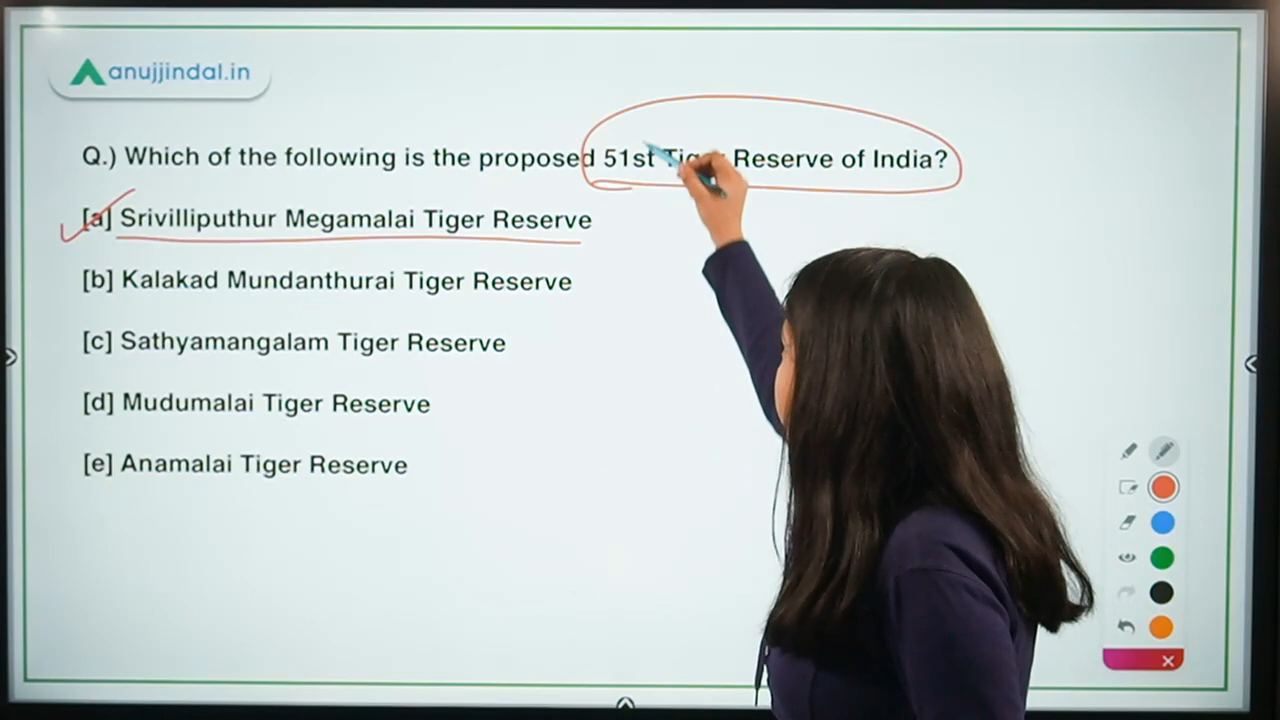 anujjindal.in
Q.) Which of the following is the proposed 51st Reserve of India?
[a] Srivilliputhur Megamalai Tiger Reserve
[b] Kalakad Mundanthurai Tiger Reserve
[c] Sathyamangalam Tiger Reserve
[d] Mudumalai Tiger Reserve
[e] Anamalai Tiger Reserve